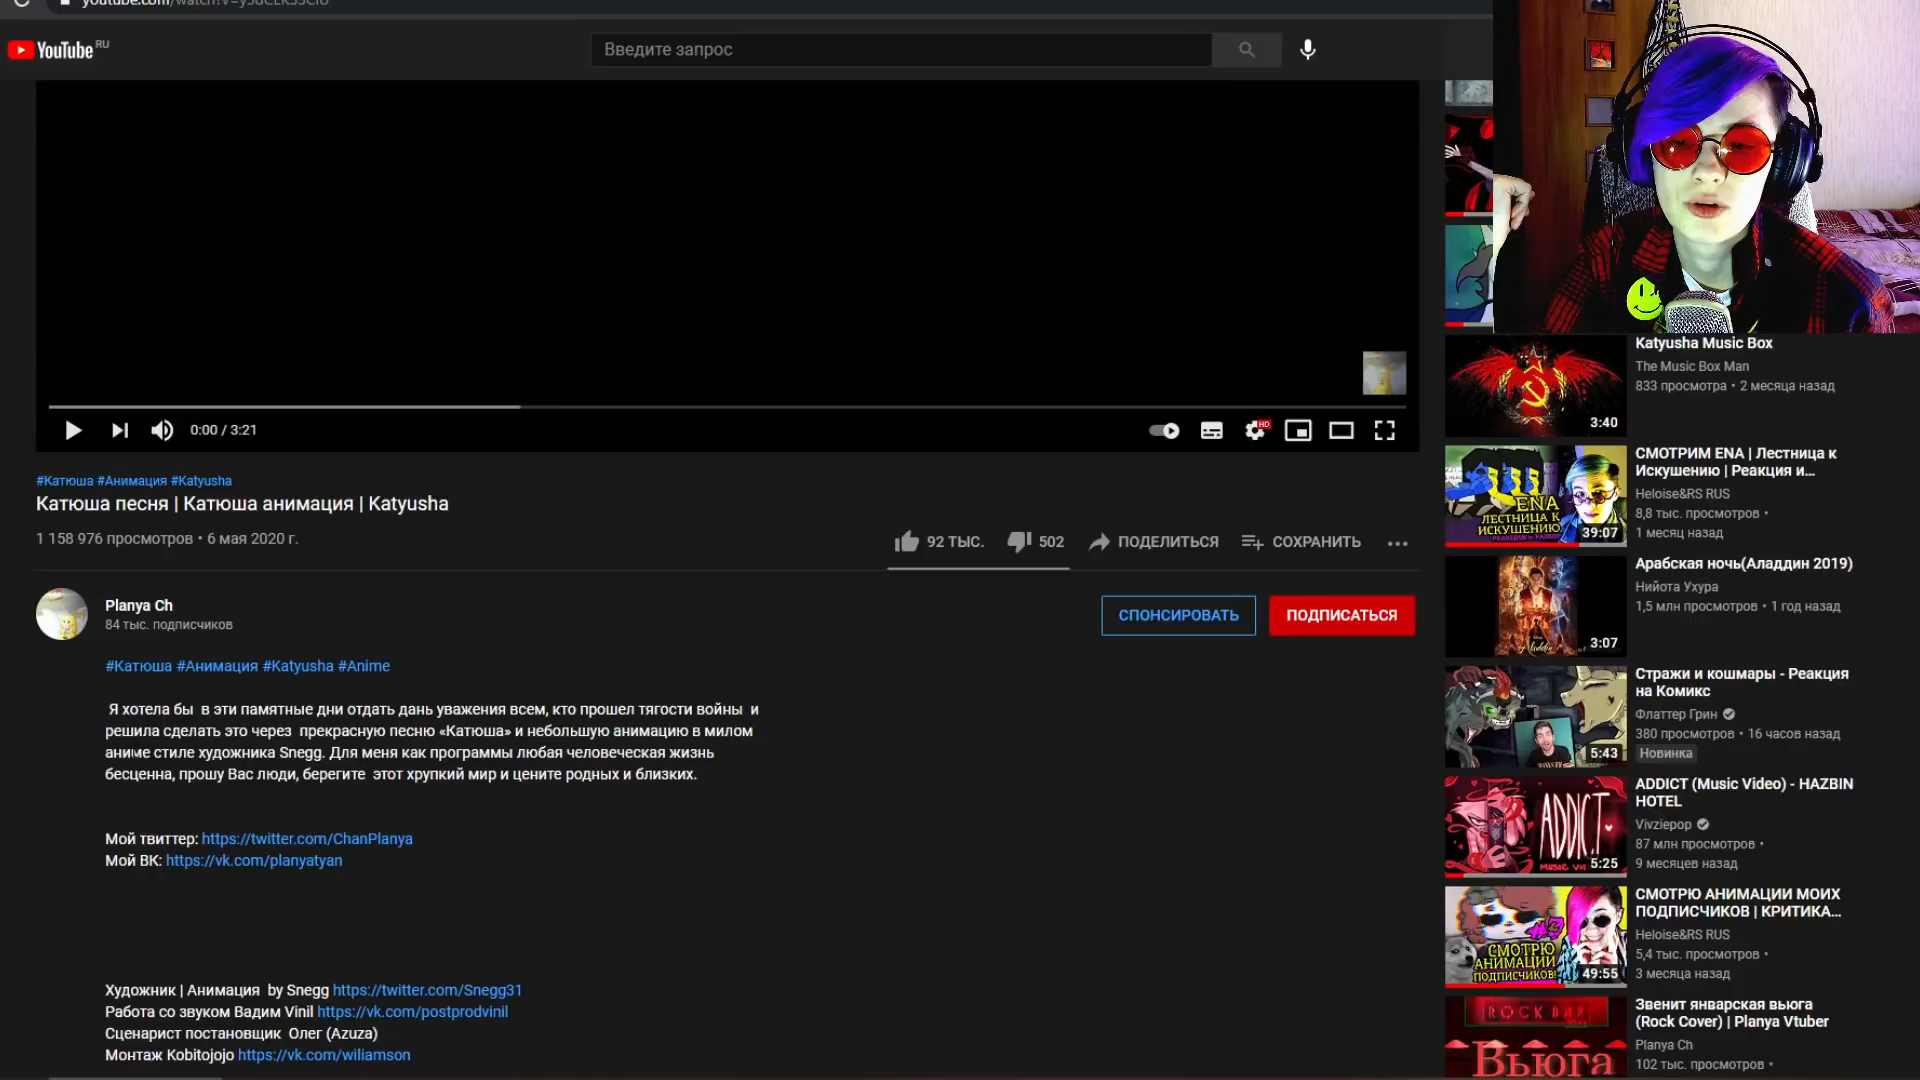 YouTube RU
Введите запрос
0:00 / 3:21
HD
#Катюша #Анимация #Katyusha
Катюша песня | Катюша анимация | Katyusha
1 158 976 просмотров • 6 мая 2020 г.
92 ТЫС.
502
ПОДЕЛИТЬСЯ
СОХРАНИТЬ
Planya Ch
84 тыс. подписчиков
СПОНСИРОВАТЬ
ПОДПИСАТЬСЯ
#Катюша #Анимация #Katyusha #Anime
Я хотела бы в эти памятные дни отдать дань уважения всем, кто прошел тягости войны и
решила сделать это через прекрасную песню «Катюша» и небольшую анимацию в милом
аниме стиле художника Snegg. Для меня как программы любая человеческая жизнь
бесценна, прошу Вас люди, берегите этот хрупкий мир и цените родных и близких.
Мой твиттер: https://twitter.com/ChanPlanya
Мой ВК: https://vk.com/planyatyan
Художник | Анимация by Snegg https://twitter.com/Snegg31
Работа со звуком Вадим Vinil https://vk.com/postprodvinil
Сценарист постановщик Олег (Azuza)
Монтаж Kobitojojo https://vk.com/wiliamson
Katyusha Music Box
The Music Box Man
833 просмотра • 2 месяца назад
3:40
СМОТРИМ ENA | Лестница к
Искушению | Реакция и...
Heloise&RS RUS
8,8 тыс. просмотров •
1 месяц назад
ENA
ЛЕСТНИЦА К
ИСКУШЕНИЮ
39:07
Арабская ночь(Аладдин 2019)
Нийота Ухура
1,5 млн просмотров • 1 год назад
3:07
Стражи и кошмары - Реакция
на Комикс
Флаттер Грин
380 просмотров • 16 часов назад
Новинка
5:43
ADDICT (Music Video) - HAZBIN
HOTEL
Vivziepop
87 млн просмотров •
9 месяцев назад
ADDICT
5:25
СМОТРЮ АНИМАЦИИ МОИХ
ПОДПИСЧИКОВ | КРИТИКА...
Heloise&RS RUS
5,4 тыс. просмотров •
3 месяца назад
#3
СМОТРЮ
АНИМАЦИИ
ПОДПИСЧИКОВ!
49:55
Звенит январская вьюга
(Rock Cover) | Planya Vtuber
Planya Ch
102 тыс. просмотров •
ROCK BAR
Вьюга